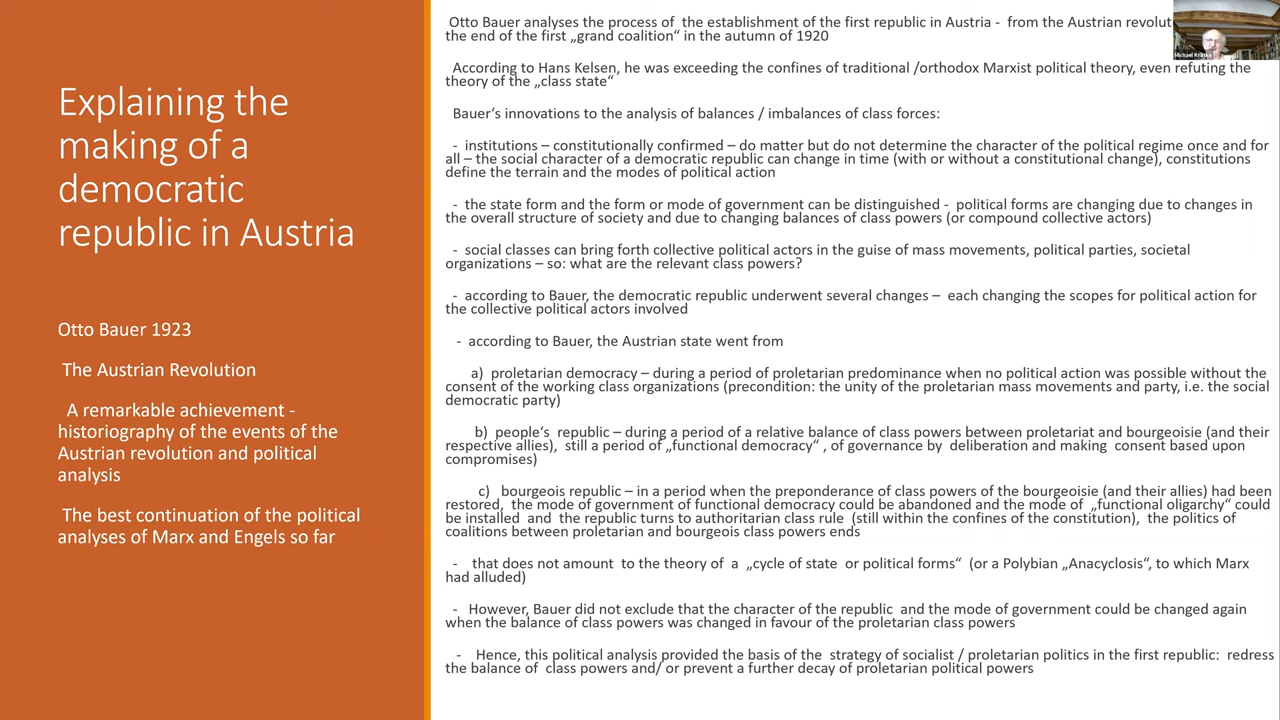 Explaining the
making of a
democratic
republic in Austria
Otto Bauer 1923
The Austrian Revolution
A remarkable achievement -
historiography of the events of the
Austrian revolution and political
analysis
The best continuation of the political
analyses of Marx and Engels so far
Otto Bauer analyses the process of the establishment of the first republic in Austria - from the Austrian
the end of the first „grand coalition“ in the autumn of 1920
According to Hans Kelsen, he was exceeding the confines of traditional /orthodox Marxist political theory, even refuting the
theory of the „class state“
Bauer‘s innovations to the analysis of balances / imbalances of class forces:
- institutions – constitutionally confirmed – do matter but do not determine the character of the political regime once and for
all – the social character of a democratic republic can change in time (with or without a constitutional change), constitutions
define the terrain and the modes of political action
- the state form and the form or mode of government can be distinguished - political forms are changing due to changes in
the overall structure of society and due to changing balances of class powers (or compound collective actors)
- social classes can bring forth collective political actors in the guise of mass movements, political parties, societal
organizations – so: what are the relevant class powers?
- according to Bauer, the democratic republic underwent several changes – each changing the scopes for political action for
the collective political actors involved
- according to Bauer, the Austrian state went from
a) proletarian democracy – during a period of proletarian predominance when no political action was possible without the
consent of the working class organizations (precondition: the unity of the proletarian mass movements and party, i.e. the social
democratic party)
b) people‘s republic – during a period of a relative balance of class powers between proletariat and bourgeoisie (and their
respective allies), still a period of „functional democracy“ , of governance by deliberation and making consent based upon
compromises)
c) bourgeois republic – in a period when the preponderance of class powers of the bourgeoisie (and their allies) had been
restored, the mode of government of functional democracy could be abandoned and the mode of „functional oligarchy“ could
be installed and the republic turns to authoritarian class rule (still within the confines of the constitution), the politics of
coalitions between proletarian and bourgeois class powers ends
- that does not amount to the theory of a „cycle of state or political forms“ (or a Polybian „Anacyclosis“, to which Marx
had alluded)
- However, Bauer did not exclude that the character of the republic and the mode of government could be changed again
when the balance of class powers was changed in favour of the proletarian class powers
- Hence, this political analysis provided the basis of the strategy of socialist / proletarian politics in the first republic: redress
the balance of class powers and/ or prevent a further decay of proletarian political powers
Michael